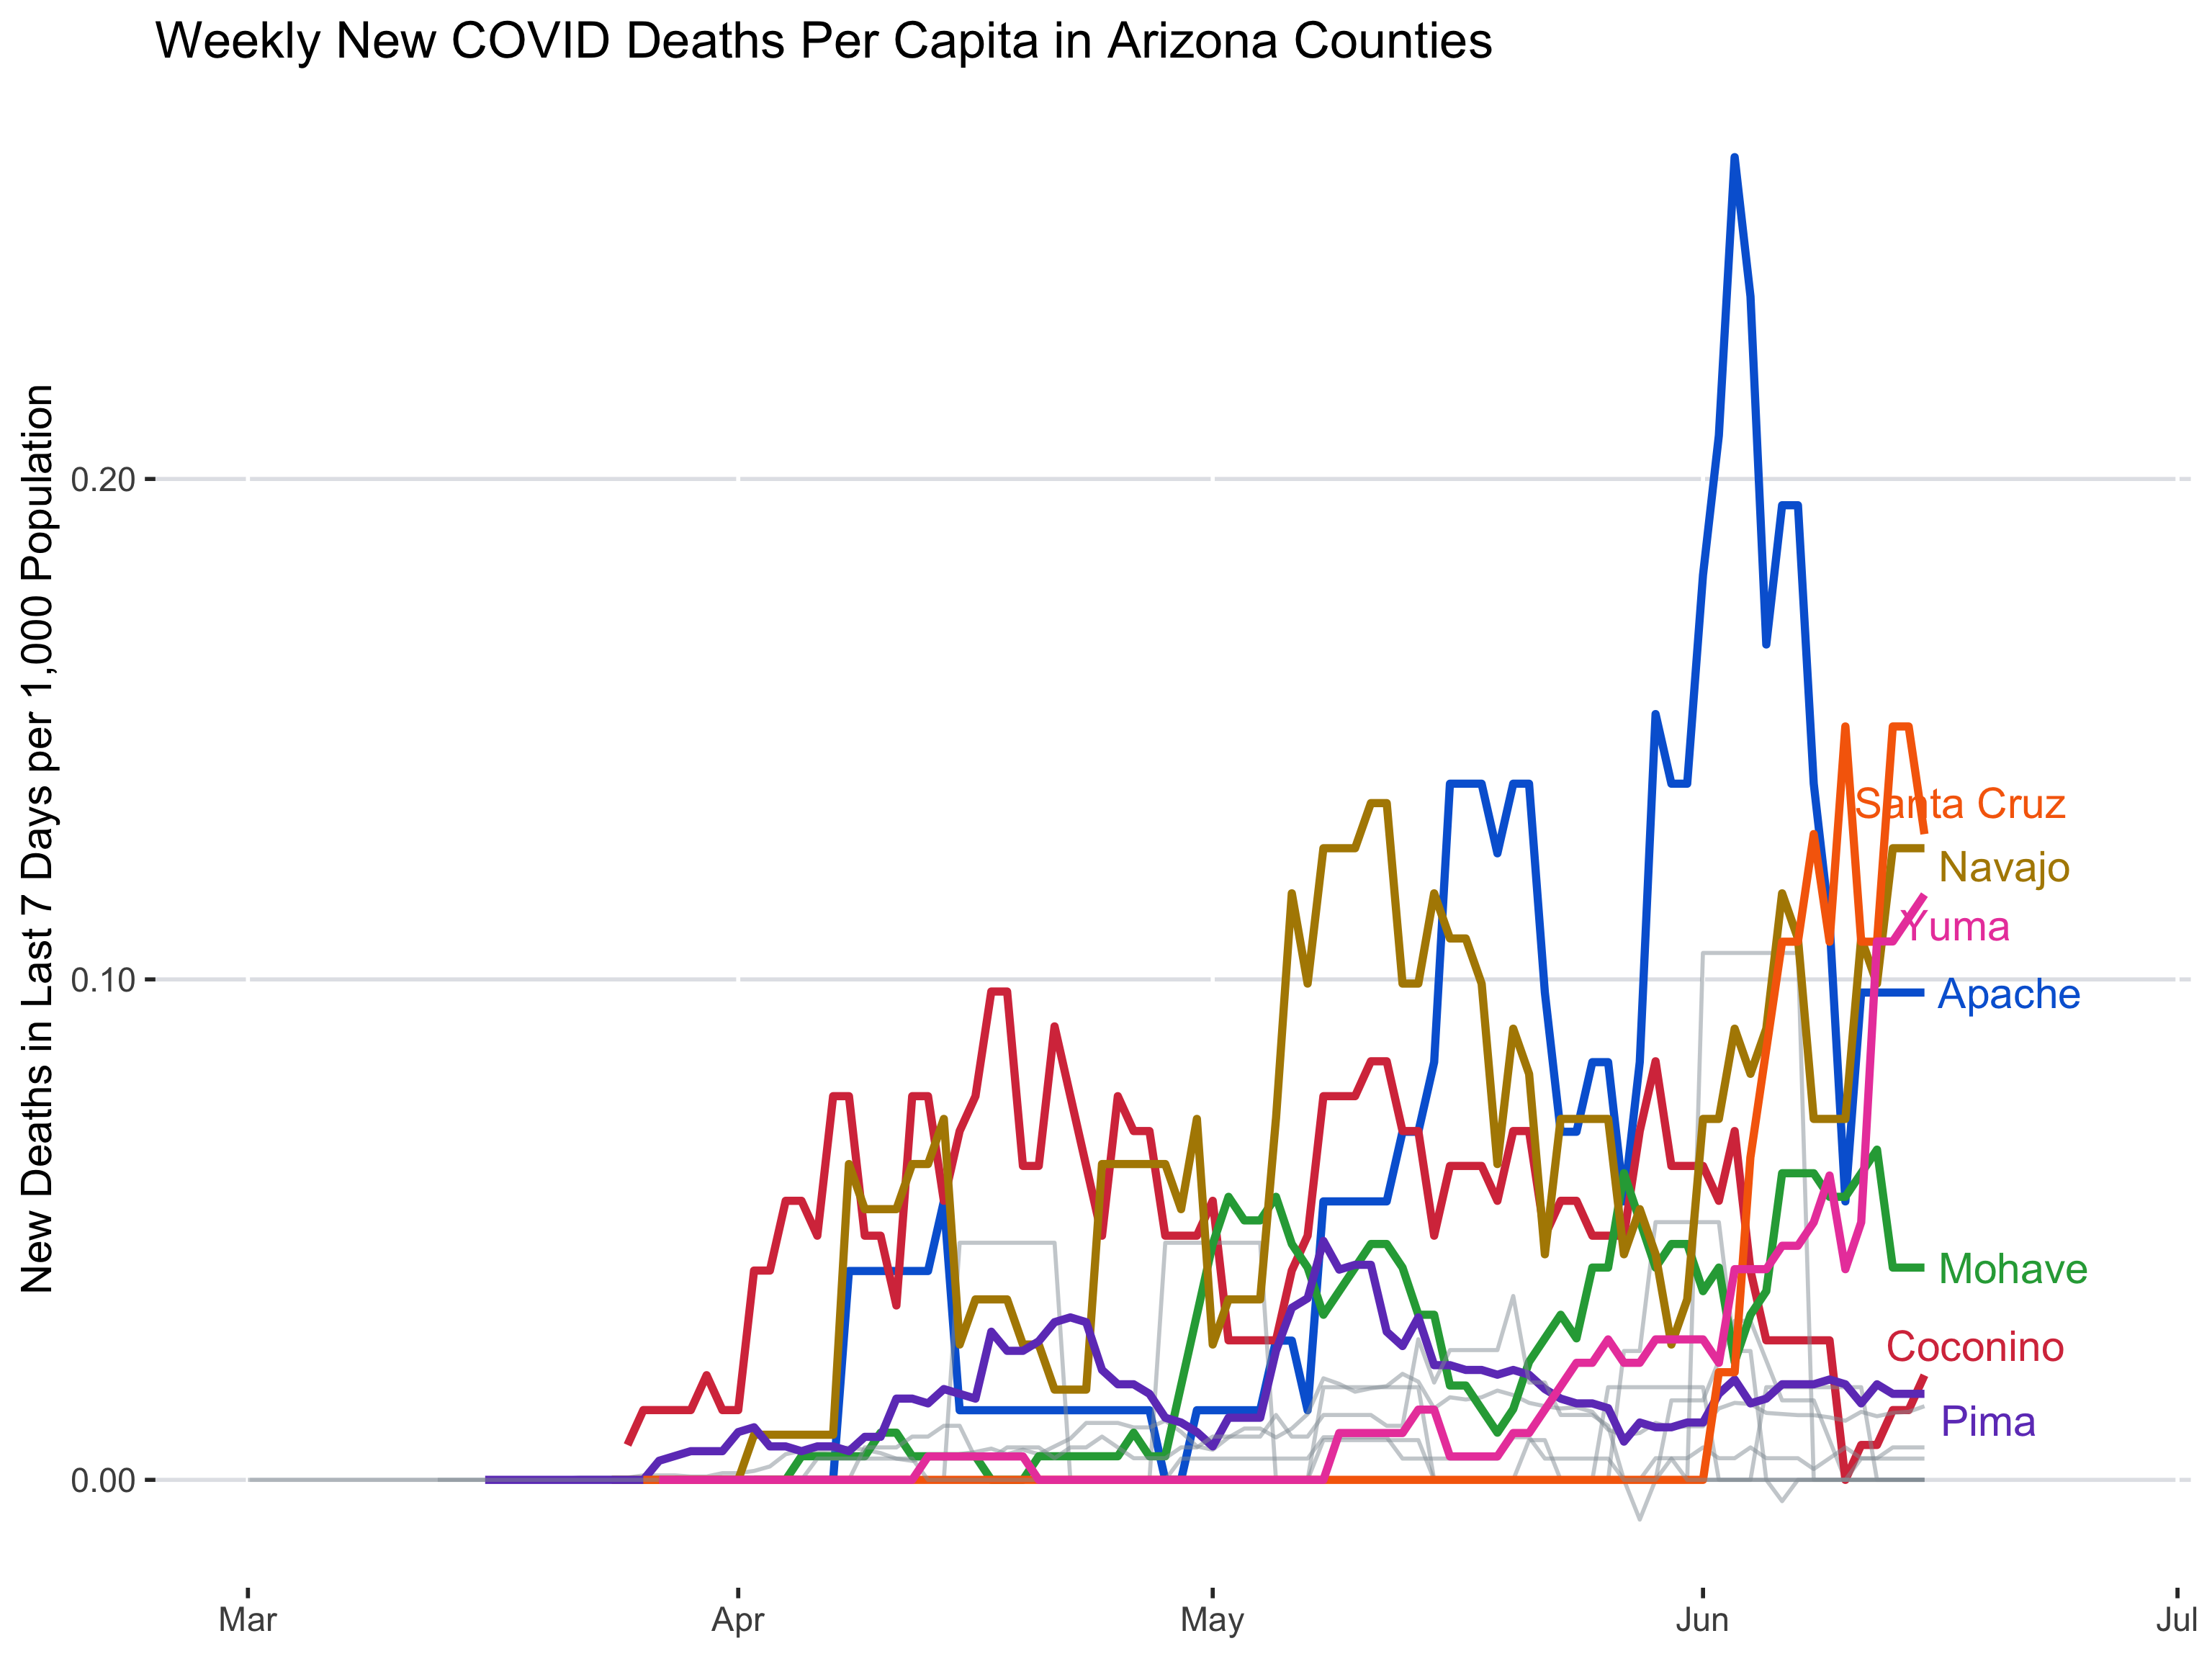 Weekly New COVID Deaths Per Capita in Arizona Counties
New Deaths in Last 7 Days per 1,000 Population
0.20
0.10
0.00
Santa Cruz
Navajo
Yuma
Apache
Mohave
Coconino
Pima
Mar
Apr
May
Jun
Jul